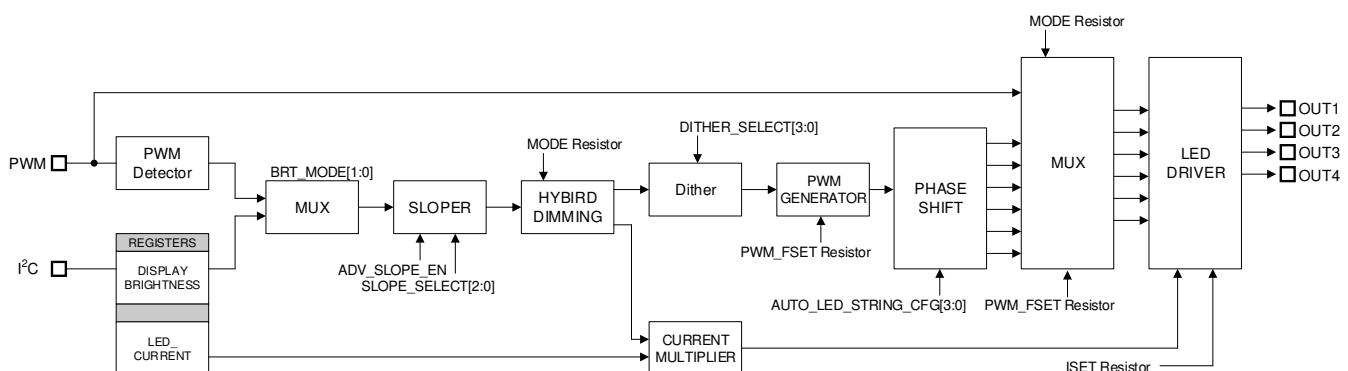 MODE Resistor
OUT1
OUT2
OUT3
OUT4
PWM
PWM
Detector
BRT_MODE[1:0]
MUX
SLOPER
ADV_SLOPE_EN
SLOPE_SELECT[2:0]
MODE Resistor
HYBIRD
DIMMING
DITHER_SELECT[3:0]
Dither
PWM
GENERATOR
PWM_FSET Resistor
PHASE
SHIFT
AUTO_LED_STRING_CFG[3:0]
MUX
PWM_FSET Resistor
LED
DRIVER
I²C
REGISTERS
DISPLAY
BRIGHTNESS
LED_
CURRENT
CURRENT
MULTIPLIER
ISET Resistor